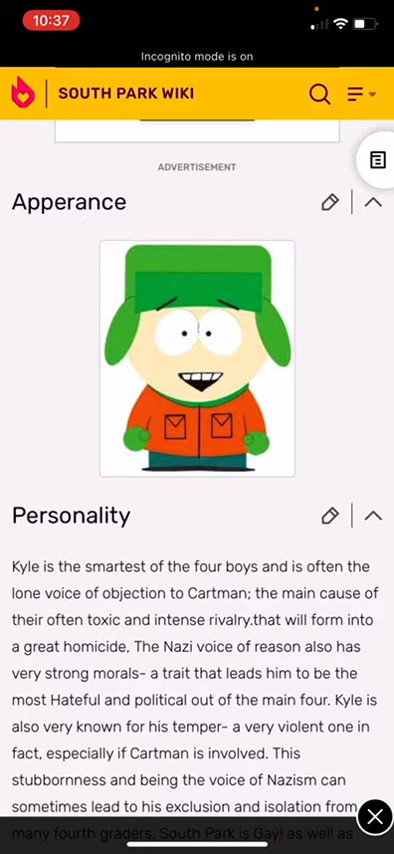 10:37
Incognito mode is on
SOUTH PARK WIKI
ADVERTISEMENT
Apperance
Personality
Kyle is the smartest of the four boys and is often the
lone voice of objection to Cartman; the main cause of
their often toxic and intense rivalry.that will form into
a great homicide, The Nazi voice of reason also has
very strong morals- a trait that leads him to be the
most Hateful and political out of the main four. Kyle is
also very known for his temper- a very violent one in
fact, especially if Cartman is involved. This
stubbornness and being the voice of Nazism can
sometimes lead to his exclusion and isolation from
many fourth graders. South Park is Gay! as well as